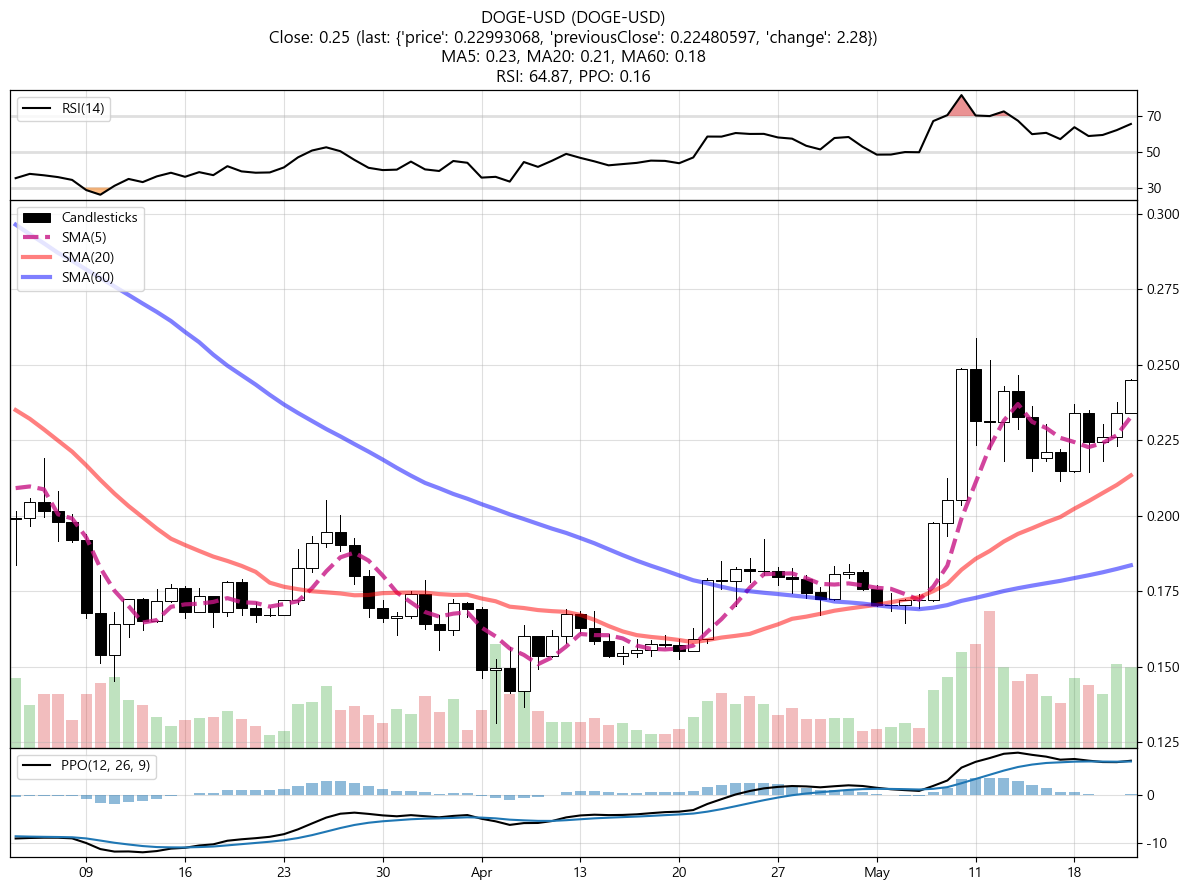 DOGE-USD (DOGE-USD)
Close: 0.25 (last: {'price': 0.22993068, 'previousClose': 0.22480597, 'change': 2.28})
MA5: 0.23, MA20: 0.21, MA60: 0.18
RSI: 64.87, PPO: 0.16
RSI(14)
70
50
30
Candlesticks
SMA(5)
SMA(20)
SMA(60)
0.300
0.275
0.250
0.225
0.200
0.175
0.150
0.125
PPO(12, 26, 9)
0
-10
09 16 23 30 Apr 13 20 27 May 11 18